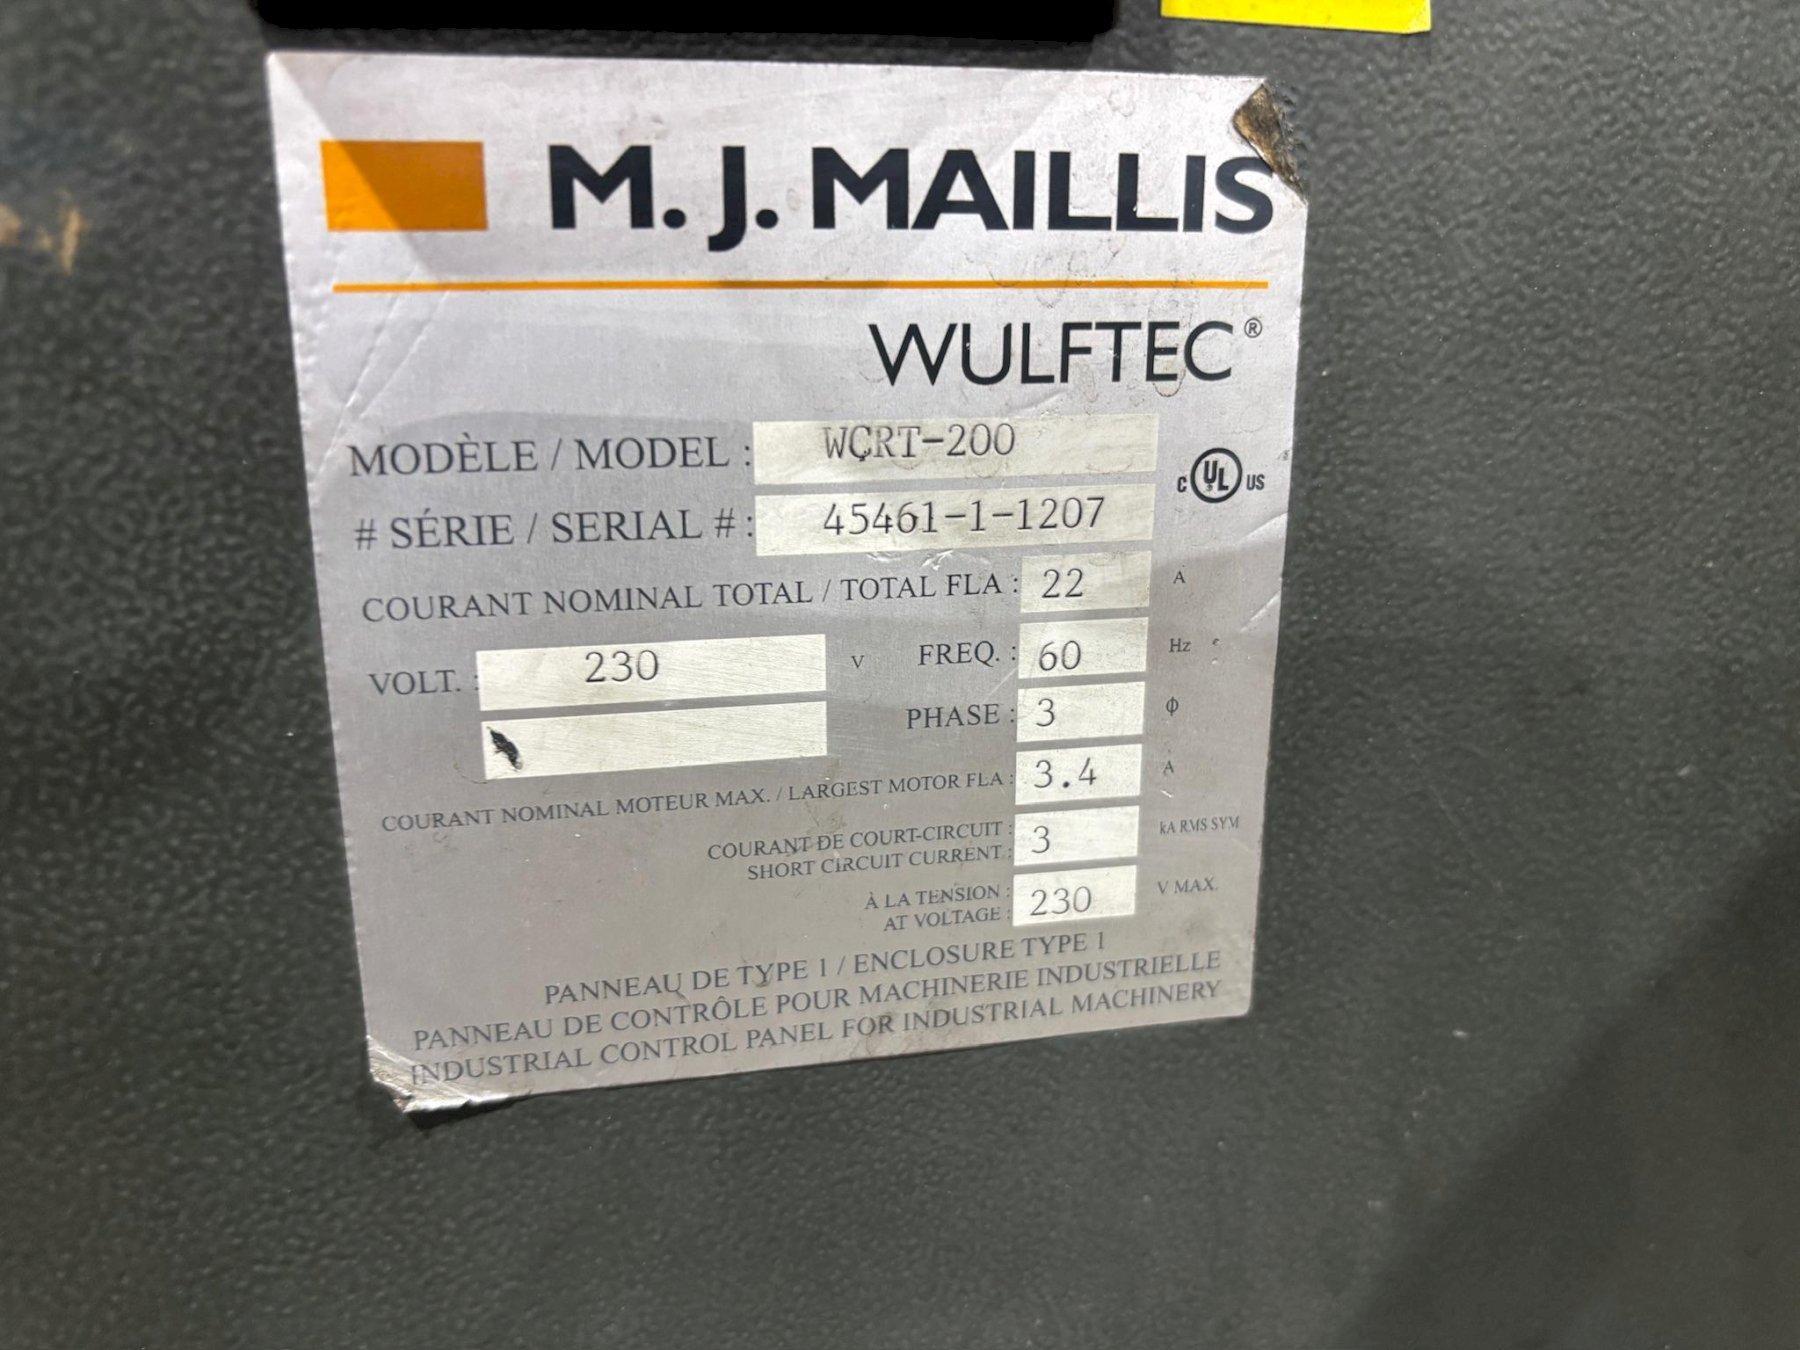 M. J. MAILLIS
WULFTEC®
MODÈLE / MODEL : WCRT-200
# SÉRIE / SERIAL # : 45461-1-1207
C UL US
COURANT NOMINAL TOTAL / TOTAL FLA : 22 A
VOLT. : 230 V FREQ. : 60 Hz
PHASE : 3 ϕ
COURANT NOMINAL MOTEUR MAX. / LARGEST MOTOR FLA : 3.4 A
COURANT DE COURT-CIRCUIT :
SHORT CIRCUIT CURRENT : 3 kA RMS SYM
À LA TENSION :
AT VOLTAGE : 230 V MAX.
PANNEAU DE TYPE 1 / ENCLOSURE TYPE 1
PANNEAU DE CONTRÔLE POUR MACHINERIE INDUSTRIELLE
INDUSTRIAL CONTROL PANEL FOR INDUSTRIAL MACHINERY